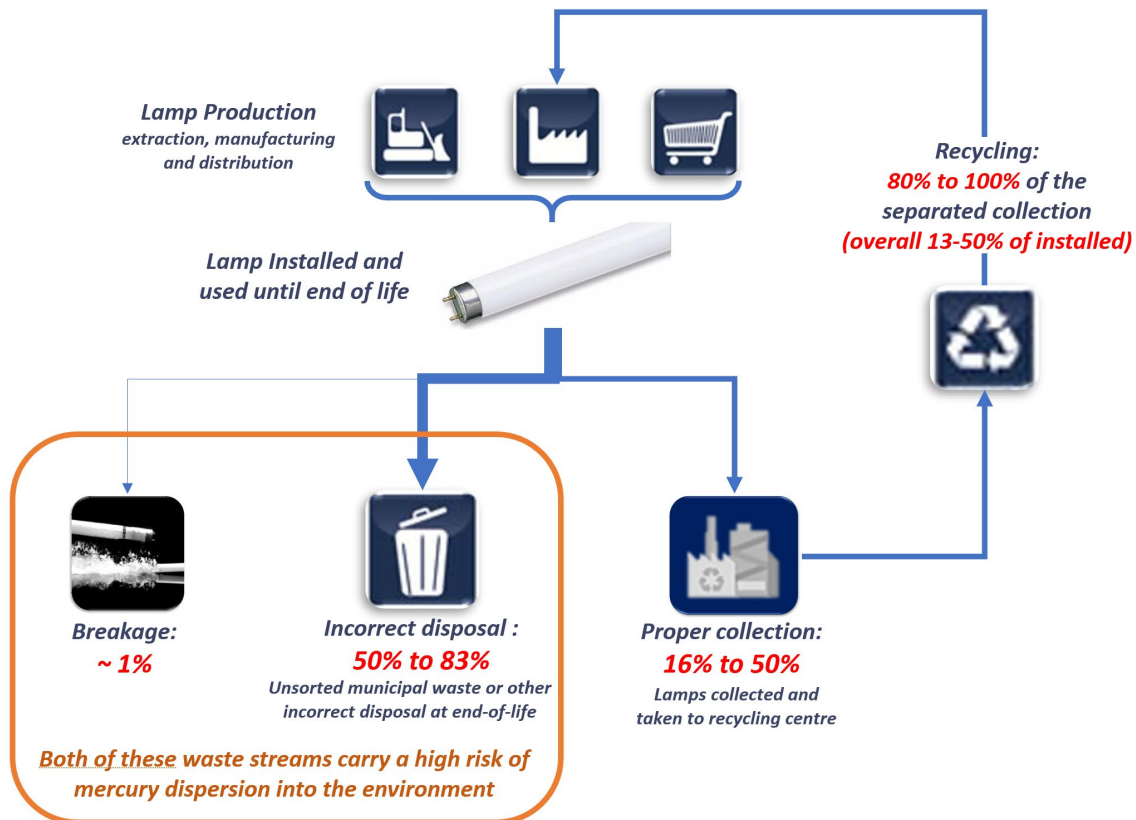 Lamp Production
extraction, manufacturing
and distribution
Recycling:
80% to 100% of the
separated collection
(overall 13-50% of installed)
Lamp Installed and
used until end of life
Breakage:
~ 1%
Incorrect disposal :
50% to 83%
Unsorted municipal waste or other
incorrect disposal at end-of-life
Proper collection:
16% to 50%
Lamps collected and
taken to recycling centre
Both of these waste streams carry a high risk of
mercury dispersion into the environment